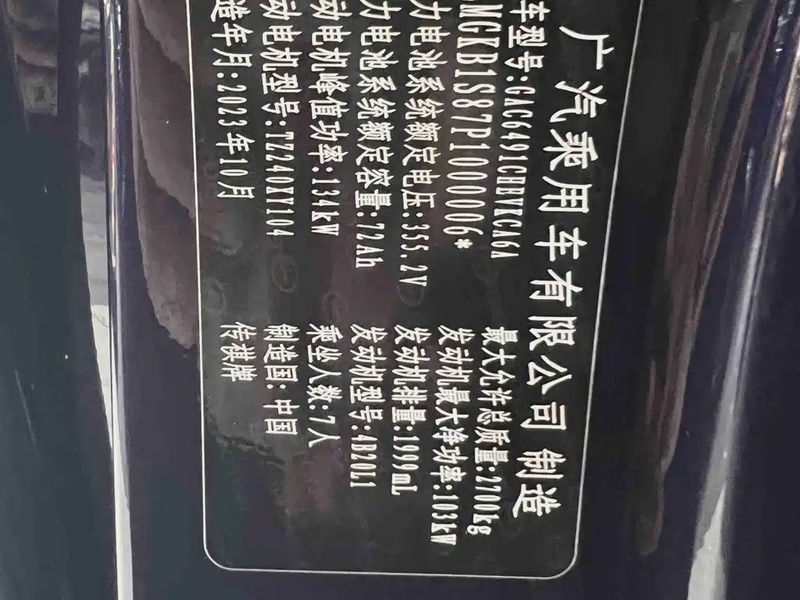 广汽乘用车有限公司 制造
车型号:GAC6491CHEVKCJ6A
MGKB1S87P1000006*
最大允许总质量:2700kg
力电池系统额定电压:355.2V
发动机最大净功率:103kW
力电池系统额定容量:72Ah
发动机排量:1999mL
动电机峰值功率:134kW
发动机型号:4B20L1
动电机型号:TZ240XY104
乘坐人数:7人
造年月:2023年10月
制造国:中国
传祺牌